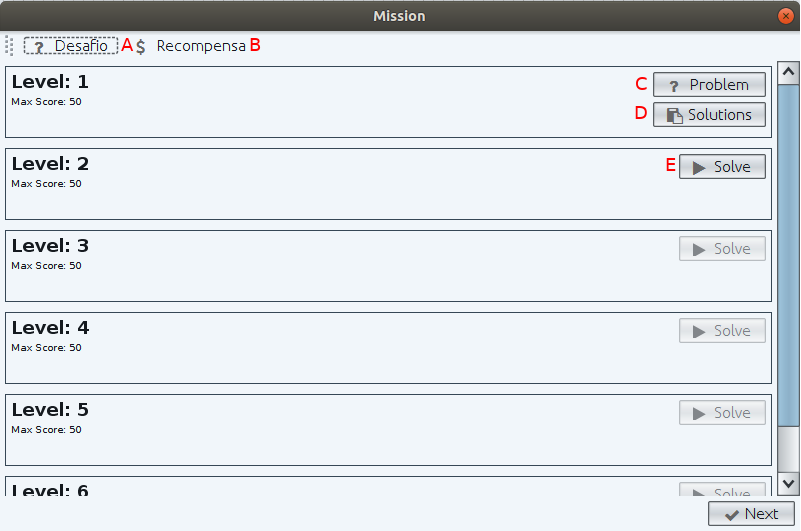 Mission
? Desafio A $ Recompensa B
Level: 1
Max Score: 50
C ? Problem
D Solutions
Level: 2
Max Score: 50
E Solve
Level: 3
Max Score: 50
Solve
Level: 4
Max Score: 50
Solve
Level: 5
Max Score: 50
Solve
Level: 6
Solve
Next